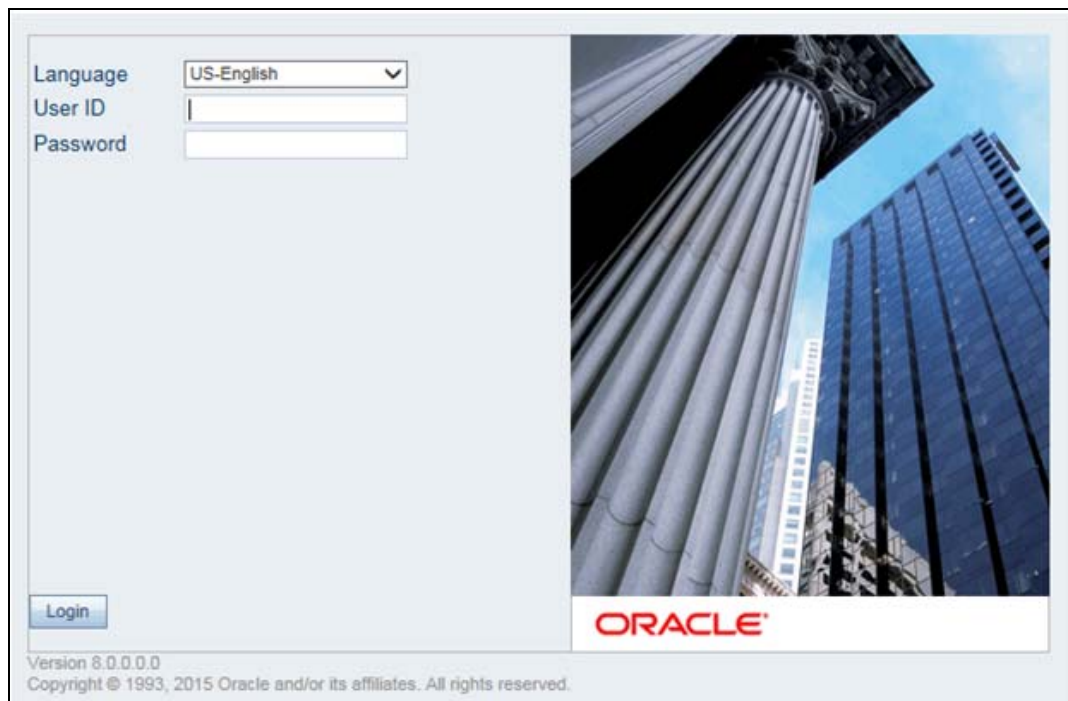 Language US-English
User ID
Password
Login
ORACLE®
Version 8.0.0.0.0
Copyright © 1993, 2015 Oracle and/or its affiliates. All rights reserved.